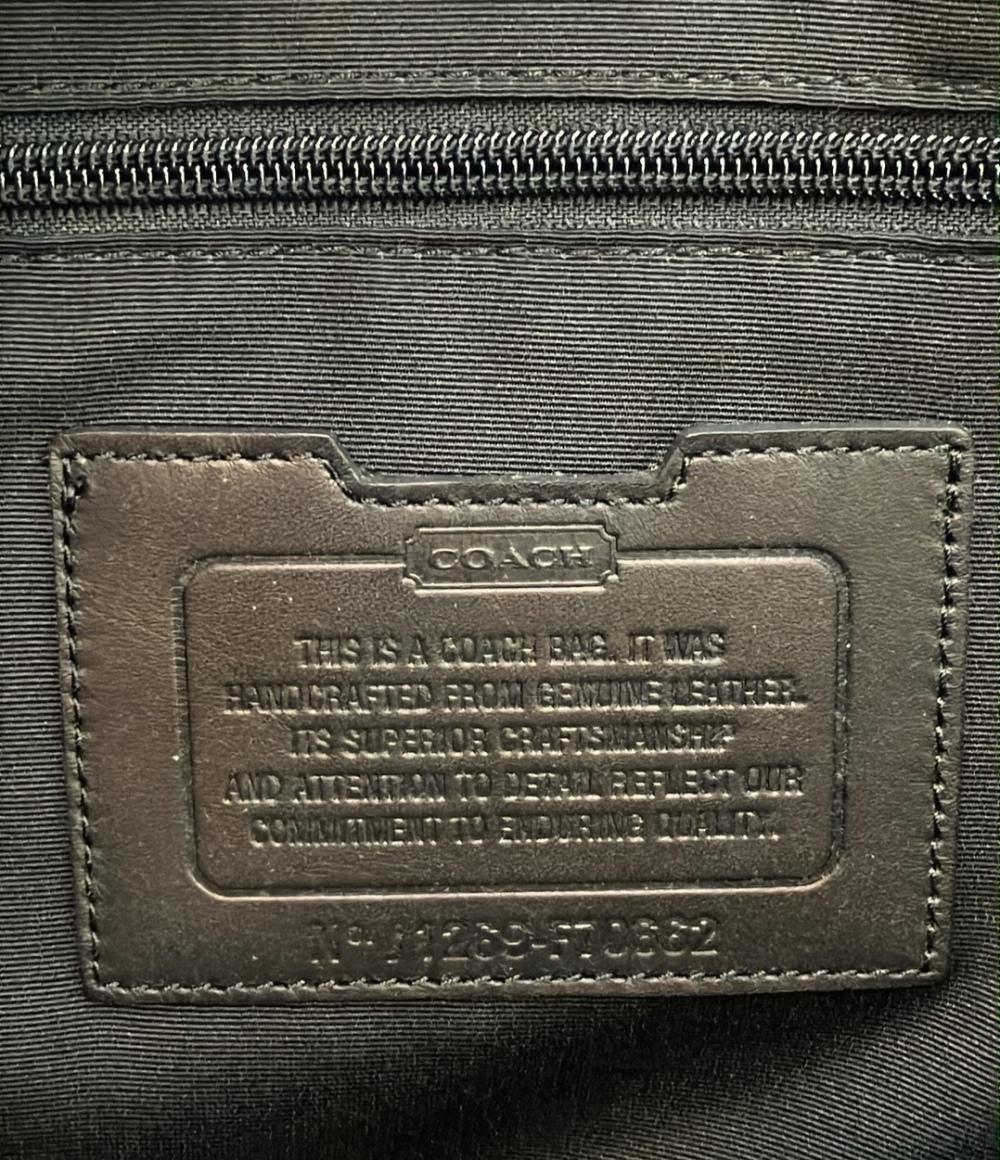 COACH
THIS IS A COACH BAG. IT WAS
HANDCRAFTED FROM GENUINE LEATHER.
ITS SUPERIOR CRAFTSMANSHIP
AND ATTENTION TO DETAIL REFLECT OUR
COMMITMENT TO ENDURING QUALITY.
No.